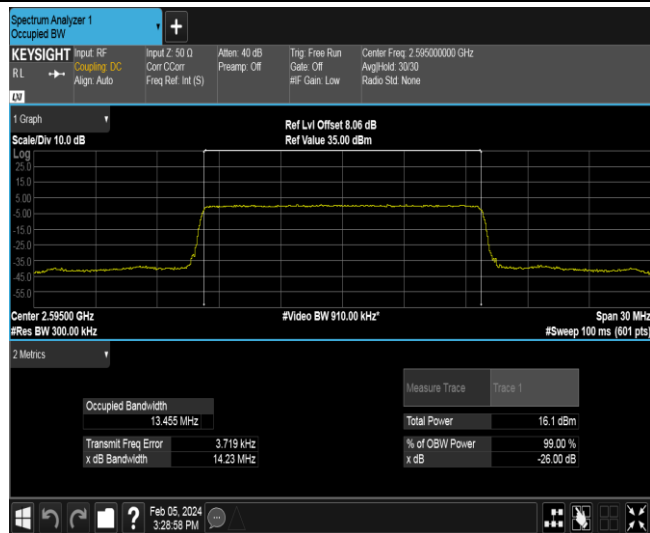 Spectrum Analyzer 1
Occupied BW
+
KEYSIGHT Input: RF Input Z: 50 Ω Atten: 40 dB Trig: Free Run Center Freq: 2.595000000 GHz
RL Coupling: DC Corr CCorr Preamp: Off Gate: Off Avg|Hold: 30/30
Align: Auto Freq Ref: Int (S) #IF Gain: Low Radio Std: None
LXI
1 Graph
Ref Lvl Offset 8.06 dB
Scale/Div 10.0 dB Ref Value 35.00 dBm
Log
25.0
15.0
5.00
-5.00
-15.0
-25.0
-35.0
-45.0
-55.0
Center 2.59500 GHz #Video BW 910.00 kHz* Span 30 MHz
#Res BW 300.00 kHz #Sweep 100 ms (601 pts)
2 Metrics
Measure Trace Trace 1
Occupied Bandwidth
13.455 MHz
Total Power 16.1 dBm
Transmit Freq Error 3.719 kHz % of OBW Power 99.00 %
x dB Bandwidth 14.23 MHz x dB -26.00 dB
? Feb 05, 2024
3:28:58 PM